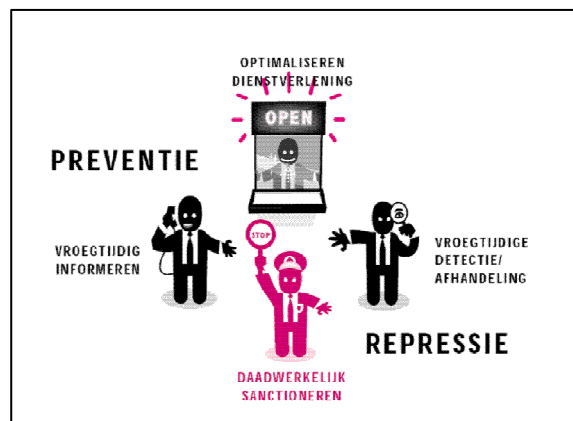 OPTIMALISEREN
DIENSTVERLENING
OPEN
PREVENTIE
VROEGTIJDIG
INFORMEREN
STOP
VROEGTIJDIGE
DETECTIE/
AFHANDELING
REPRESSIE
DAADWERKELIJK
SANCTIONEREN